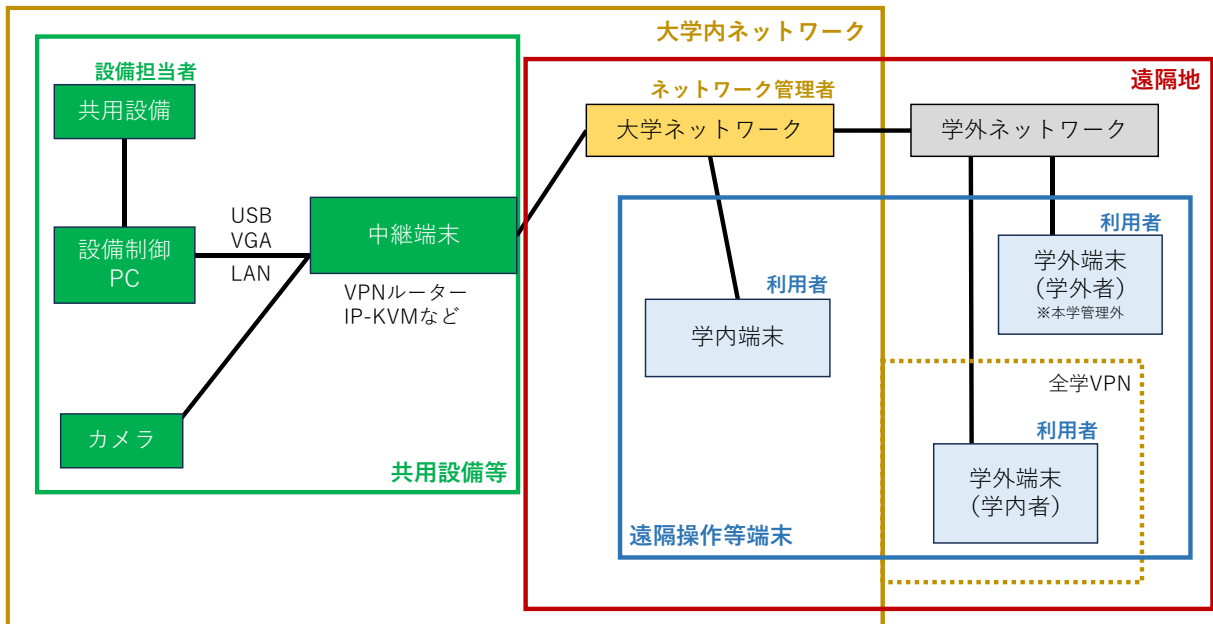 大学内ネットワーク
設備担当者
共用設備
設備制御
PC
USB
VGA
LAN
中継端末
VPNルーター
IP-KVMなど
カメラ
共用設備等
遠隔地
ネットワーク管理者
大学ネットワーク
学外ネットワーク
利用者
学内端末
利用者
学外端末
(学外者)
※本学管理外
全学VPN
利用者
学外端末
(学内者)
遠隔操作等端末